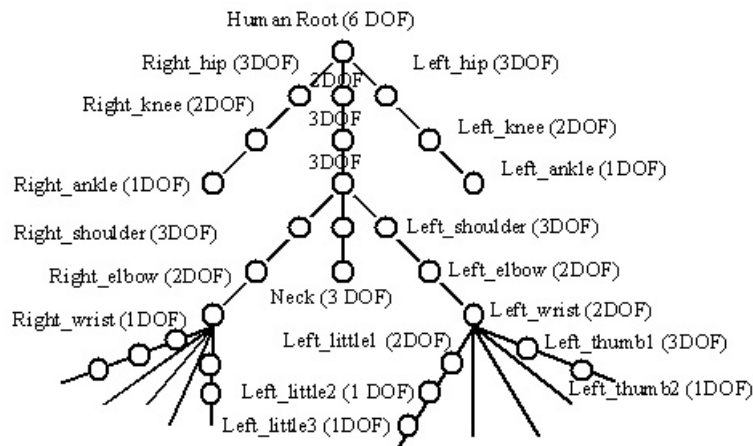 Human Root (6 DOF)
Right_hip (3DOF)
Left_hip (3DOF)
2DOF
Right_knee (2DOF)
3DOF
Left_knee (2DOF)
3DOF
Left_ankle (1DOF)
Right_ankle (1DOF)
Right_shoulder (3DOF)
Left_shoulder (3DOF)
Right_elbow (2DOF)
Left_elbow (2DOF)
Neck (3 DOF)
Left_wrist (2DOF)
Right_wrist (1DOF)
Left_little1 (2DOF)
Left_thumb1 (3DOF)
Left_little2 (1 DOF)
Left_thumb2 (1DOF)
Left_little3 (1DOF)